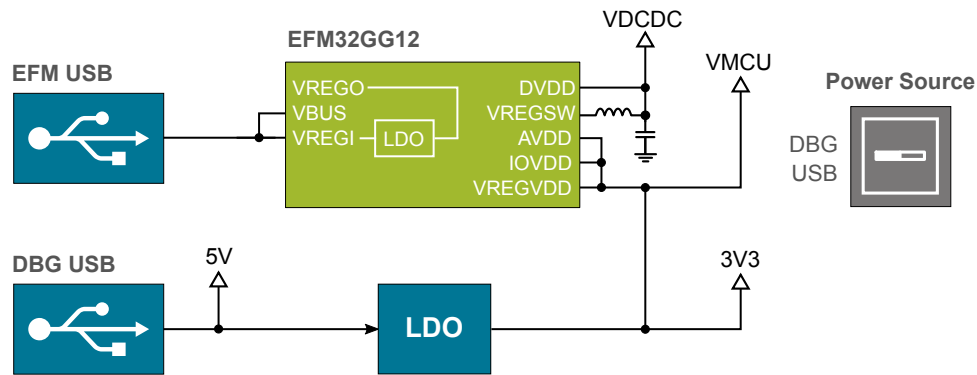 VDCDC
EFM32GG12
VMCU
EFM USB
Power Source
VREGO
VBUS
VREGI
LDO
DVDD
VREGSW
AVDD
IOVDD
VREGVDD
DBG
USB
DBG USB
5V
3V3
LDO